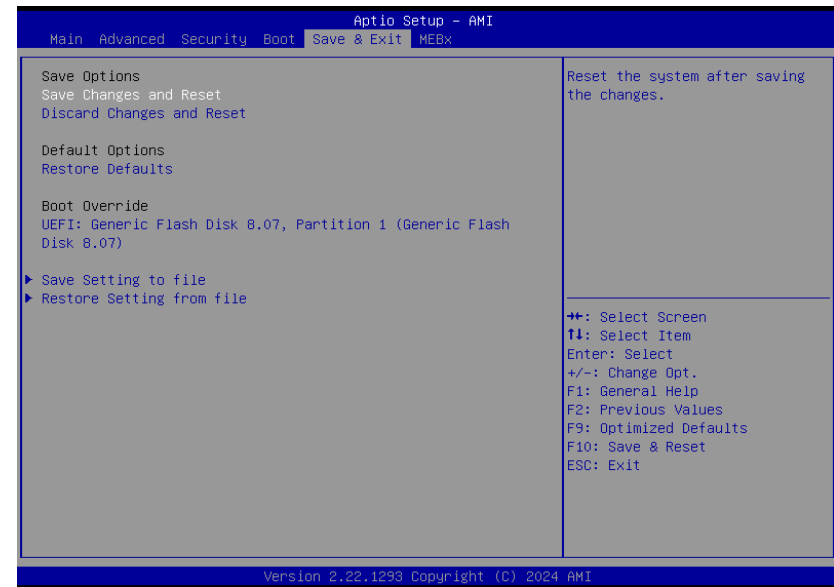 Aptio Setup – AMI
Main Advanced Security Boot Save & Exit MEBx
Save Options
Save Changes and Reset
Discard Changes and Reset
Default Options
Restore Defaults
Boot Override
UEFI: Generic Flash Disk 8.07, Partition 1 (Generic Flash
Disk 8.07)
▶ Save Setting to file
▶ Restore Setting from file
Reset the system after saving
the changes.
→←: Select Screen
↑↓: Select Item
Enter: Select
+/-: Change Opt.
F1: General Help
F2: Previous Values
F9: Optimized Defaults
F10: Save & Reset
ESC: Exit
Version 2.22.1293 Copyright (C) 2024 AMI